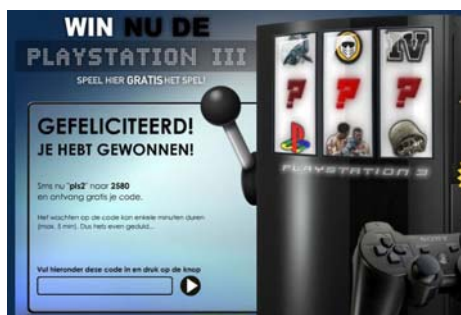 WIN NU DE
PLAYSTATION III
SPEEL HIER GRATIS HET SPEL!
GEFELICITEERD!
JE HEBT GEWONNEN!
Sms nu "pls2" naar 2580
en ontvang gratis je code.
Het wachten op de code kan enkele minuten duren
(max. 5 min). Dus heb even geduld...
Vul hieronder deze code in en druk op de knop
N
? ? ?
PLAYSTATION 3
SONY